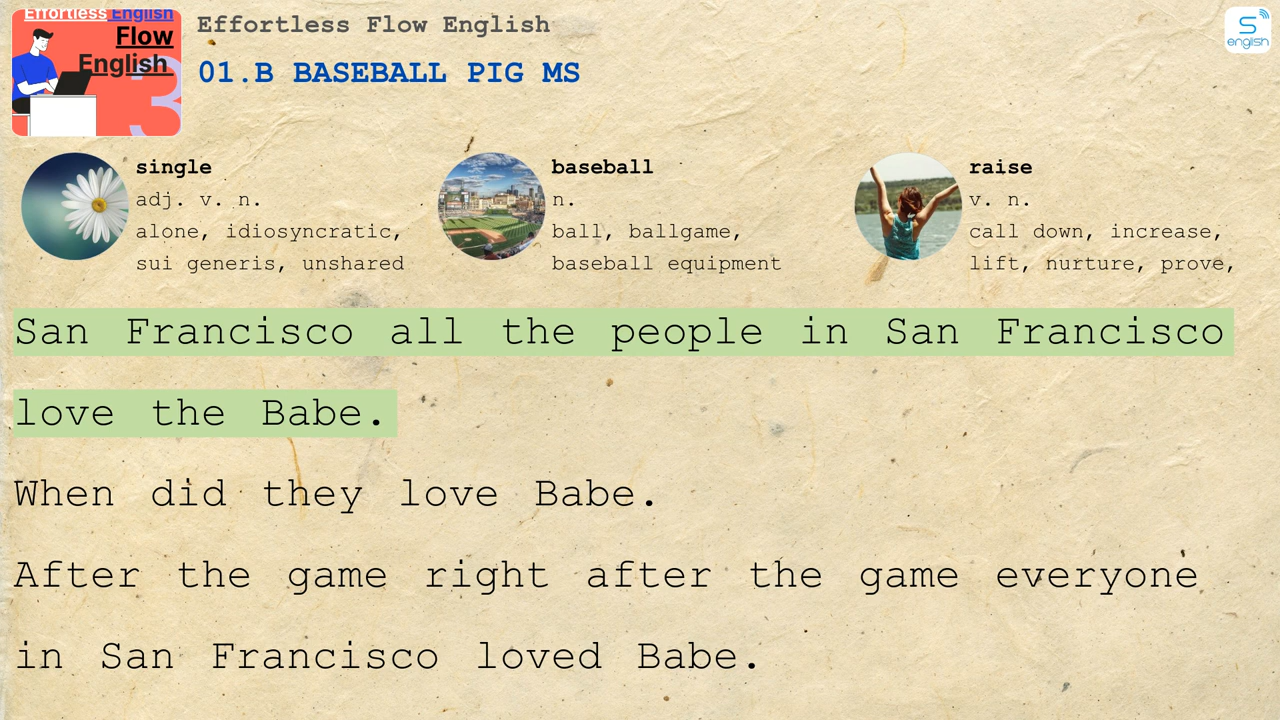 Effortless English
Flow
English
3
Effortless Flow English
01.B BASEBALL PIG MS
S
english
single
adj. v. n.
alone, idiosyncratic,
sui generis, unshared
baseball
n.
ball, ballgame,
baseball equipment
raise
v. n.
call down, increase,
lift, nurture, prove,
San Francisco all the people in San Francisco
love the Babe.
When did they love Babe.
After the game right after the game everyone
in San Francisco loved Babe.